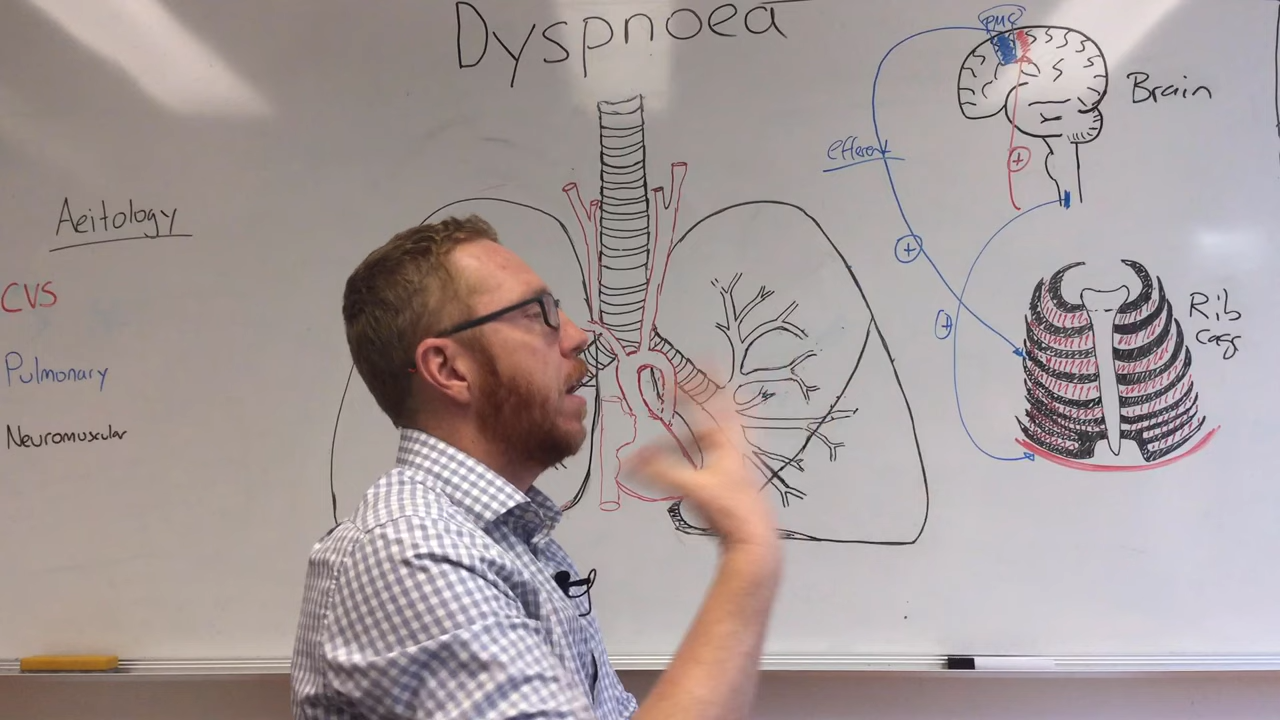 Dyspnoea
PMC
Brain
efferent
+
Aeitology
+
CVS
Rib
cage
+
Pulmonary
Neuromuscular